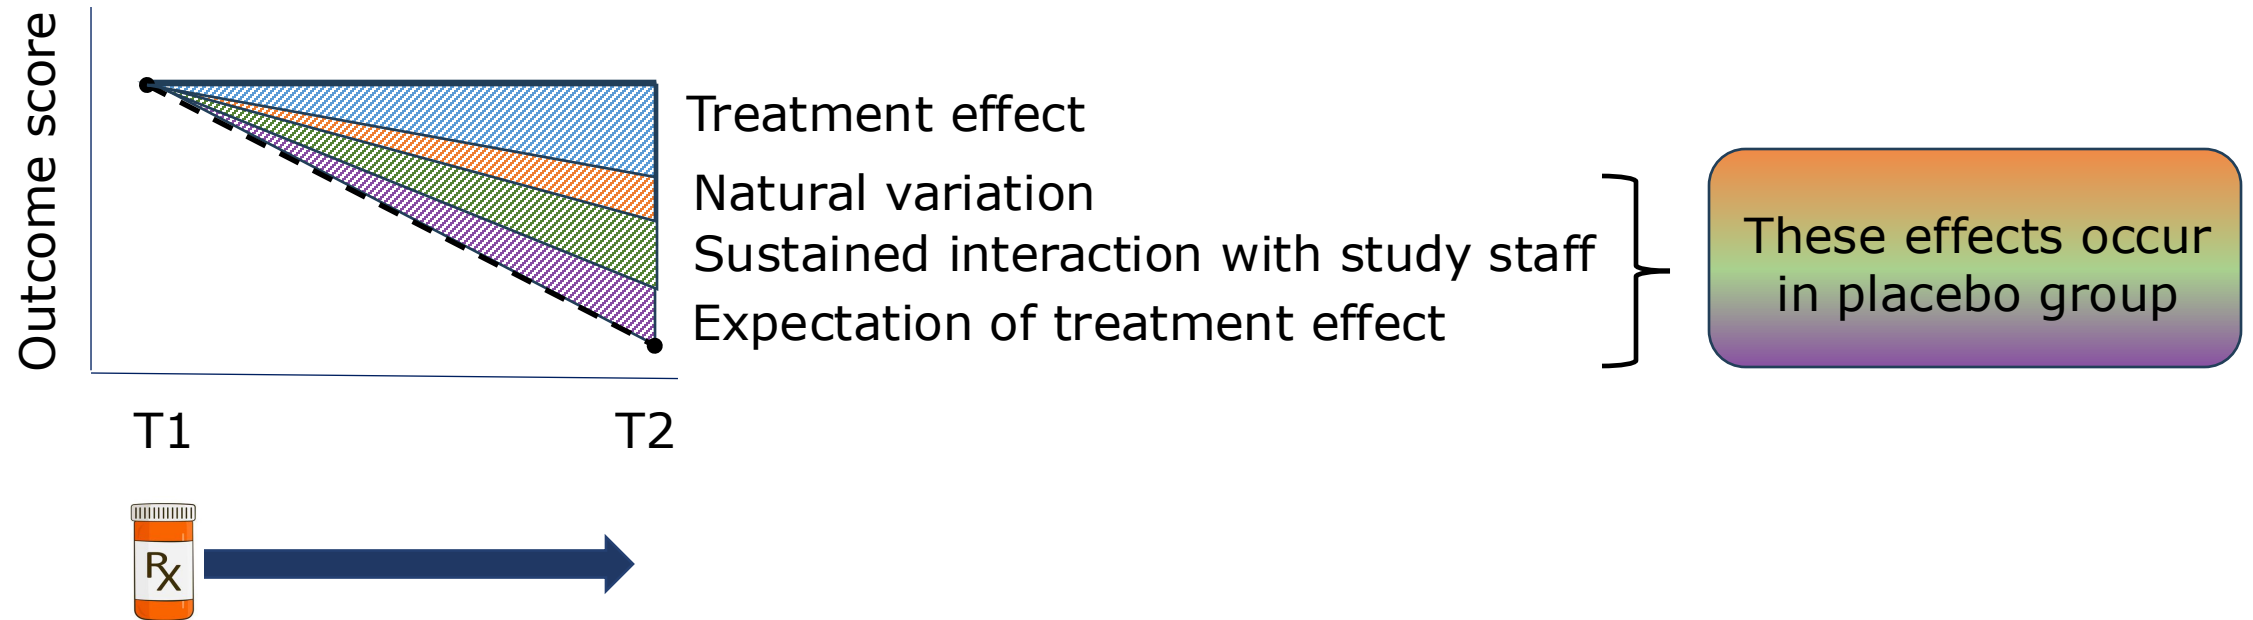 Outcome score
Treatment effect
Natural variation
Sustained interaction with study staff
Expectation of treatment effect
These effects occur
in placebo group
T1
T2
Rx